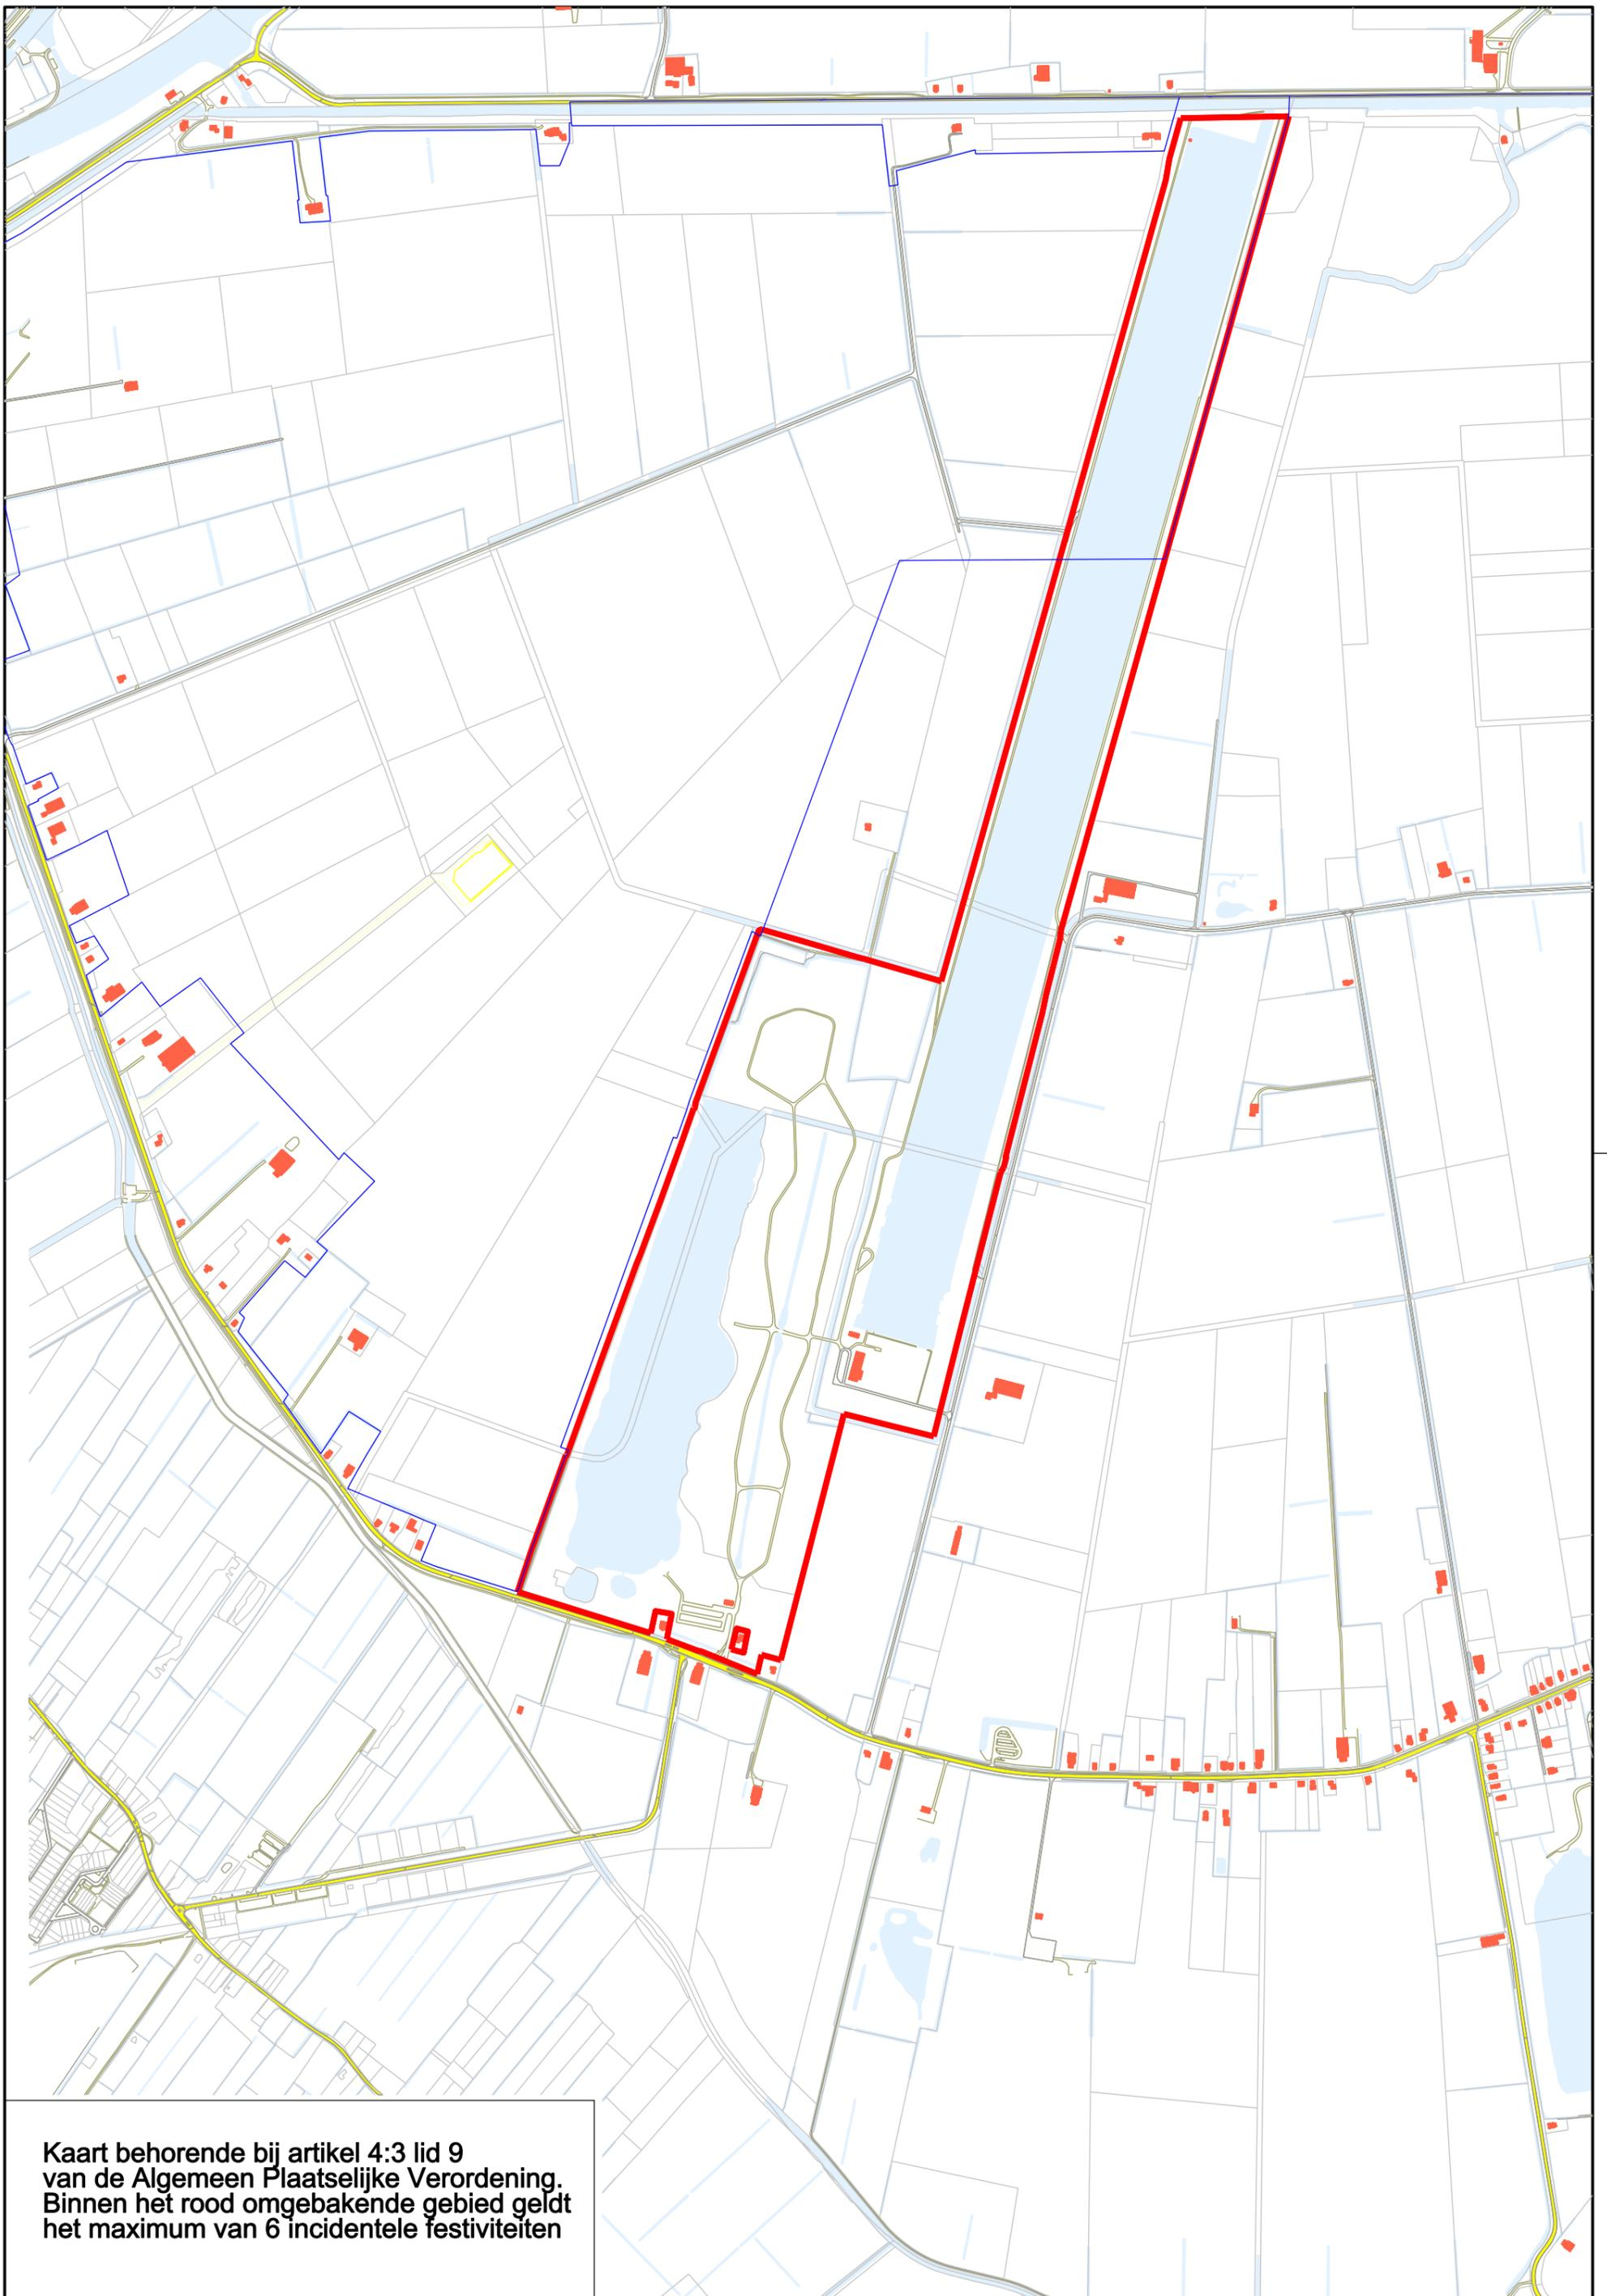 Kaart behorende bij artikel 4:3 lid 9
van de Algemeen Plaatselijke Verordening.
Binnen het rood omgebakende gebied geldt
het maximum van 6 incidentele festiviteiten